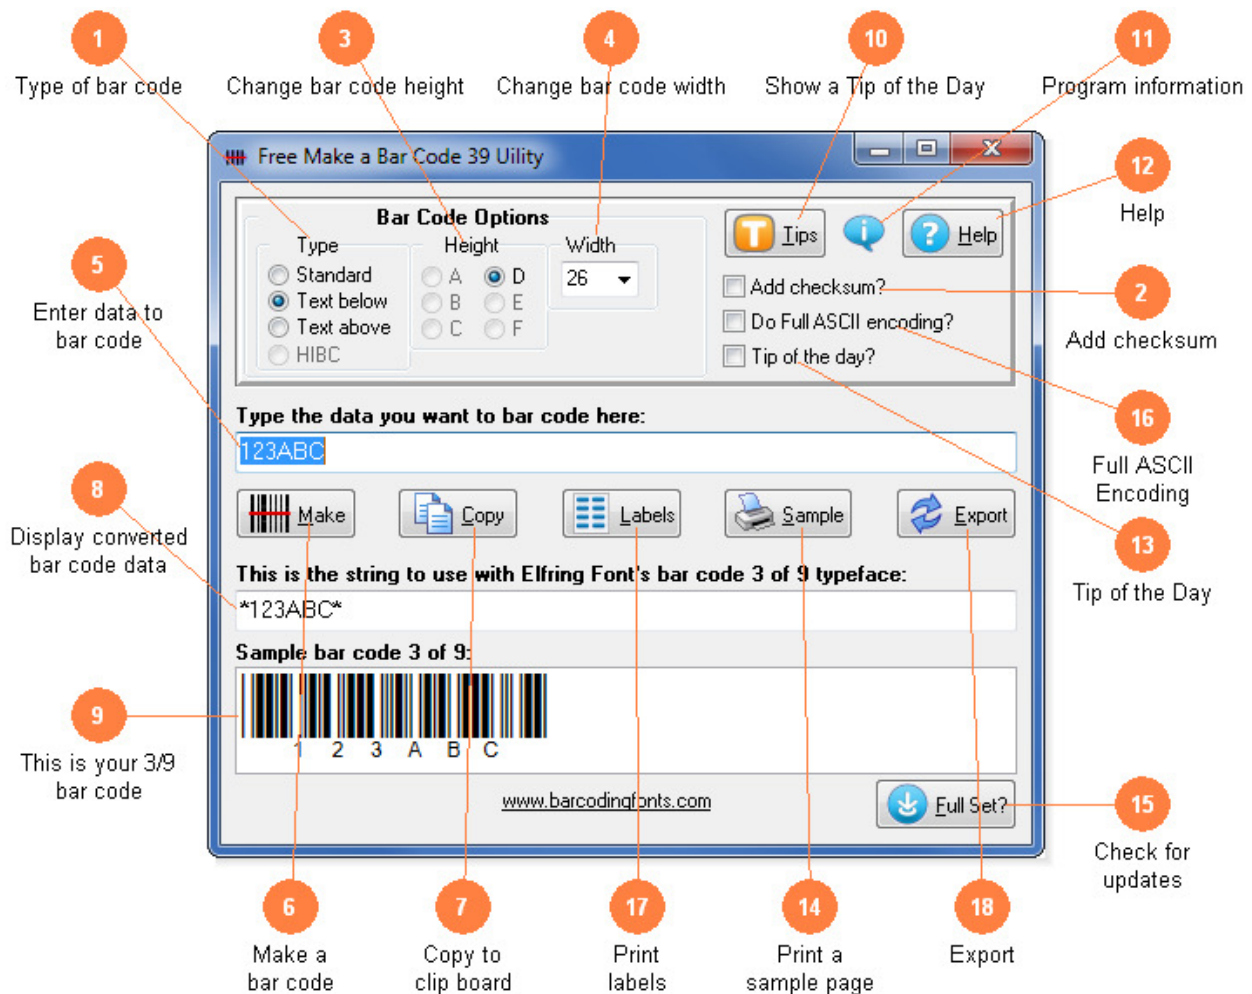 1
3
4
10
11
Type of bar code
Change bar code height
Change bar code width
Show a Tip of the Day
Program information
Free Make a Bar Code 39 Uility
12
Help
Bar Code Options
Tips
Help
Type
Height
Width
5
Enter data to
bar code
Standard
A
D
26
Text below
B
E
Text above
C
F
HIBC
Add checksum?
Do Full ASCII encoding?
Tip of the day?
2
Add checksum
Type the data you want to bar code here:
123ABC
16
Full ASCII
Encoding
8
Display converted
bar code data
Make
Copy
Labels
Sample
Export
13
Tip of the Day
This is the string to use with Elfring Font's bar code 3 of 9 typeface:
*123ABC*
Sample bar code 3 of 9:
1 2 3 A B C
9
This is your 3/9
bar code
www.barcodingfonts.com
Full Set?
15
Check for
updates
6
Make a
bar code
7
Copy to
clip board
17
Print
labels
14
Print a
sample page
18
Export